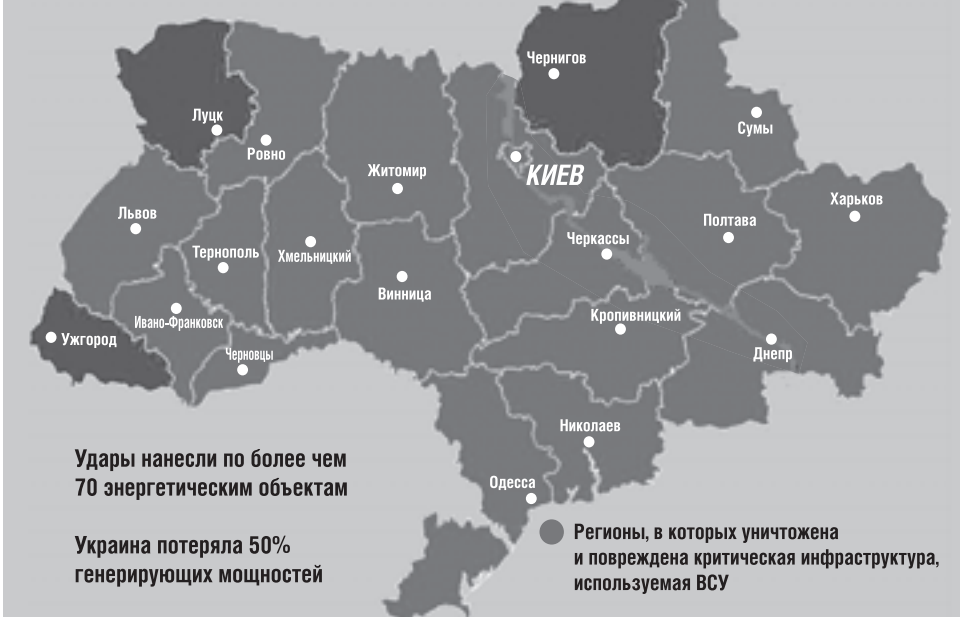 Чернигов
Луцк
Ровно
Сумы
Житомир
КИЕВ
Львов
Харьков
Полтава
Тернополь
Хмельницкий
Черкассы
Винница
Ивано-Франковск
Кропивницкий
Ужгород
Черновцы
Днепр
Николаев
Одесса
Удары нанесли по более чем
70 энергетическим объектам
Украина потеряла 50%
генерирующих мощностей
Регионы, в которых уничтожена
и повреждена критическая инфраструктура,
используемая ВСУ